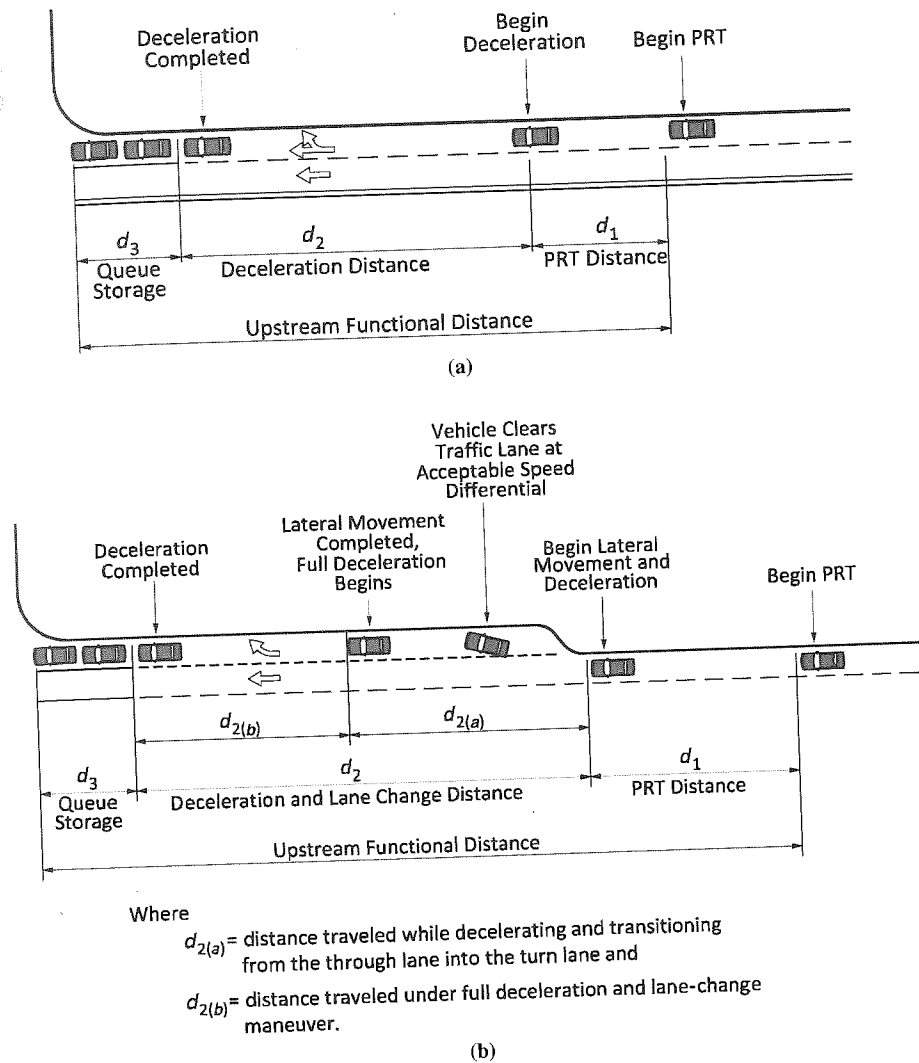 Deceleration
Completed
Begin
Deceleration
Begin PRT
d3
Queue
Storage
d2
Deceleration Distance
d1
PRT Distance
Upstream Functional Distance
(a)
Vehicle Clears
Traffic Lane at
Acceptable Speed
Differential
Lateral Movement
Completed,
Full Deceleration
Begins
Deceleration
Completed
Begin Lateral
Movement and
Deceleration
Begin PRT
d2(b)
d2(a)
d3
Queue
Storage
d2
Deceleration and Lane Change Distance
d1
PRT Distance
Upstream Functional Distance
Where
d2(a)= distance traveled while decelerating and transitioning
from the through lane into the turn lane and
d2(b)= distance traveled under full deceleration and lane-change
maneuver.
(b)